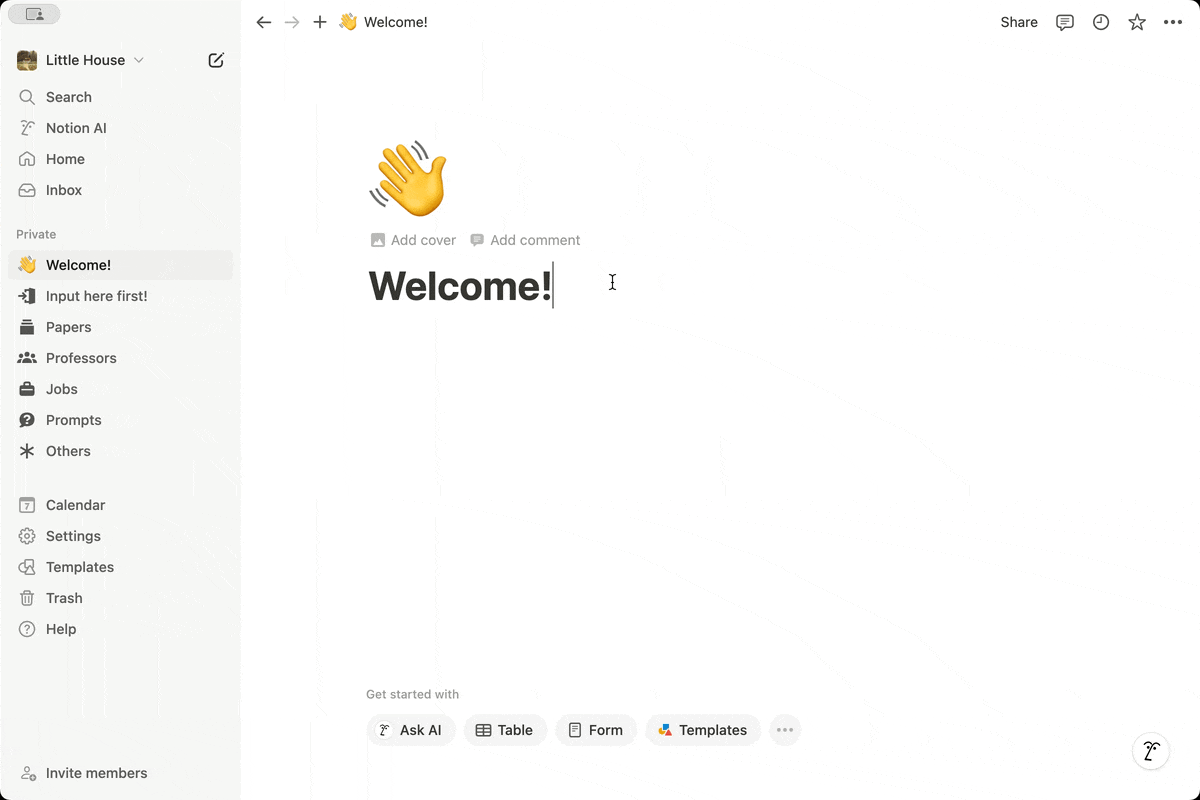 Little House
Search
Notion AI
Home
Inbox
Private
Welcome!
Input here first!
Papers
Professors
Jobs
Prompts
Others
7
Calendar
Settings
Templates
Trash
Help
Invite members
Welcome!
Share
Add cover
Add comment
Welcome!
Get started with
Ask AI
Table
Form
Templates